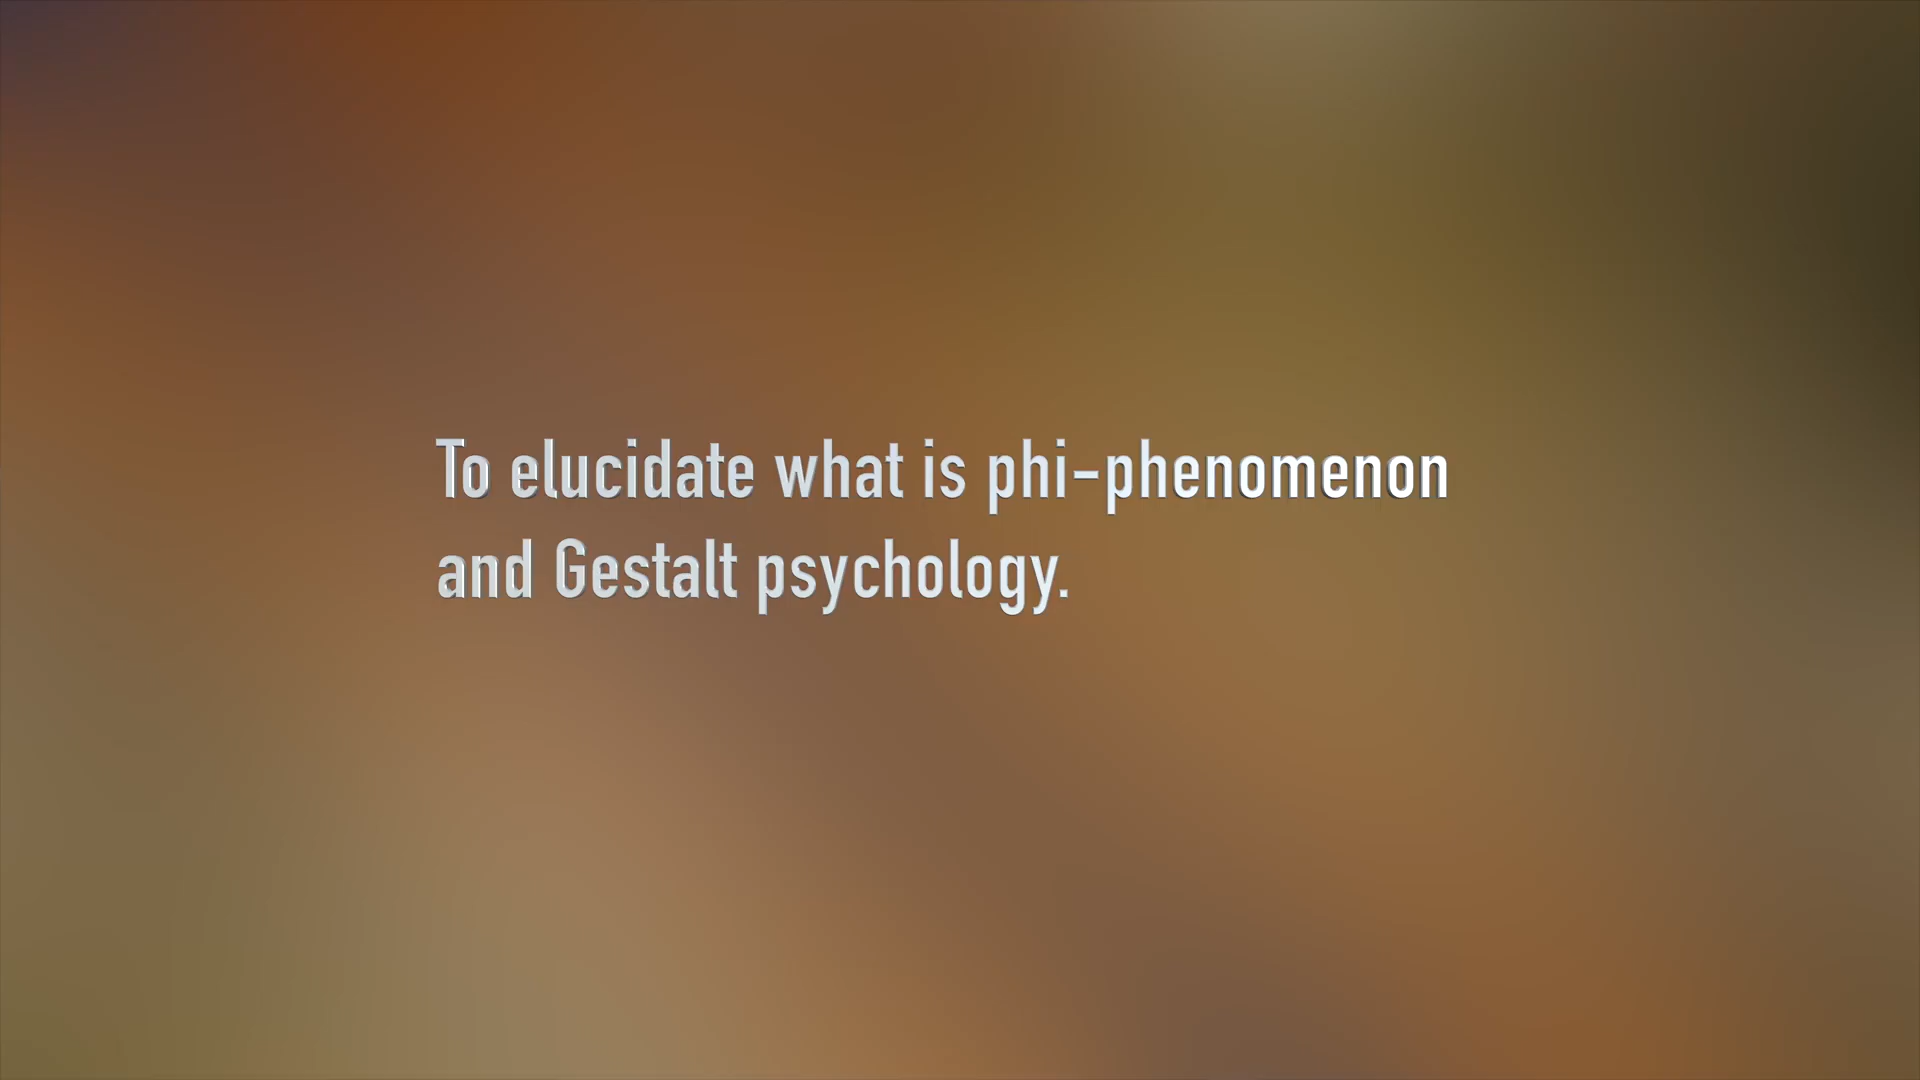 To elucidate what is phi-phenomenon
and Gestalt psychology.